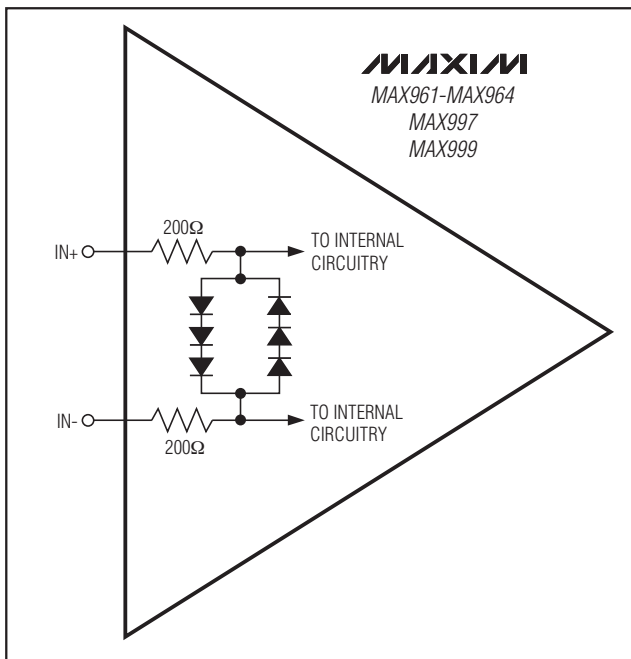 MAXIM
MAX961-MAX964
MAX997
MAX999
200Ω
IN+
TO INTERNAL
CIRCUITRY
IN-
TO INTERNAL
CIRCUITRY
200Ω